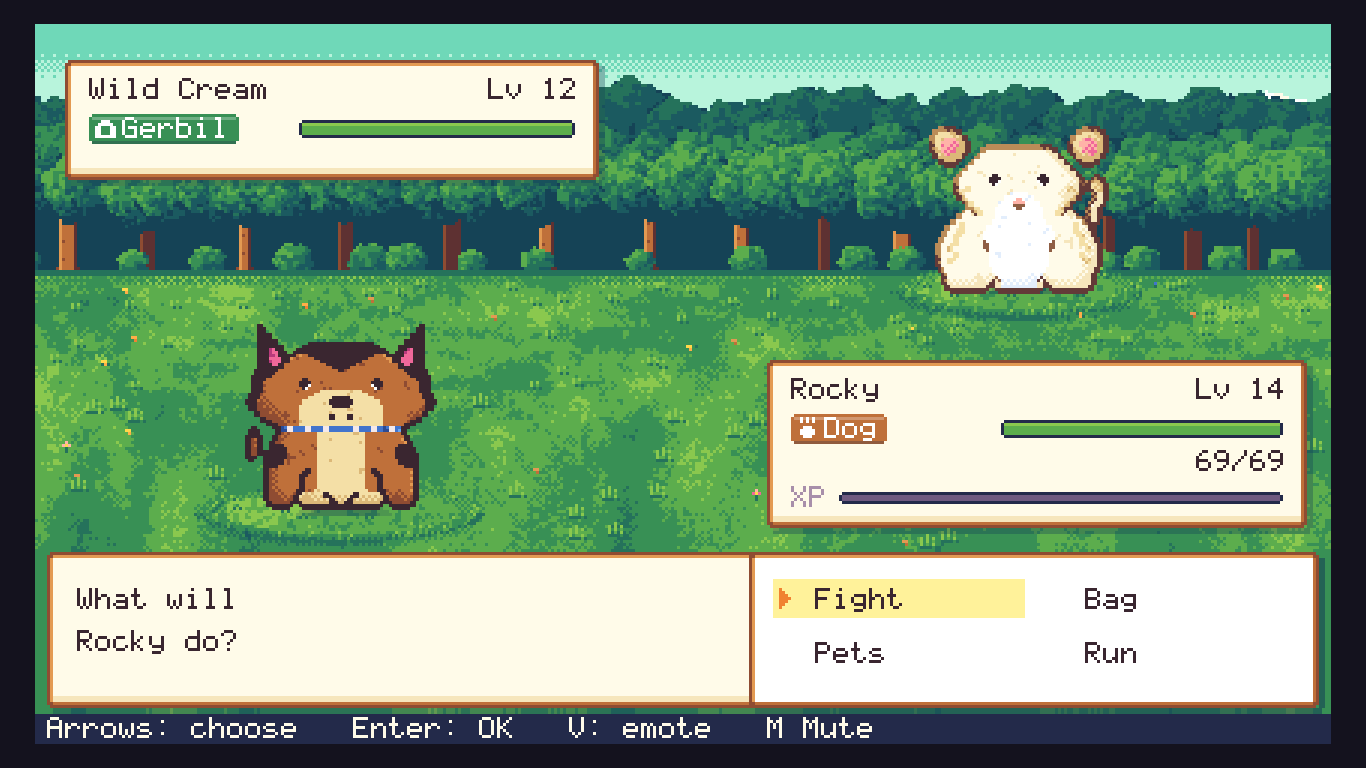 Wild Cream Lv 12
Gerbil
Rocky Lv 14
Dog
69/69
XP
What will
Rocky do?
Fight Bag
Pets Run
Arrows: choose Enter: OK V: emote M Mute